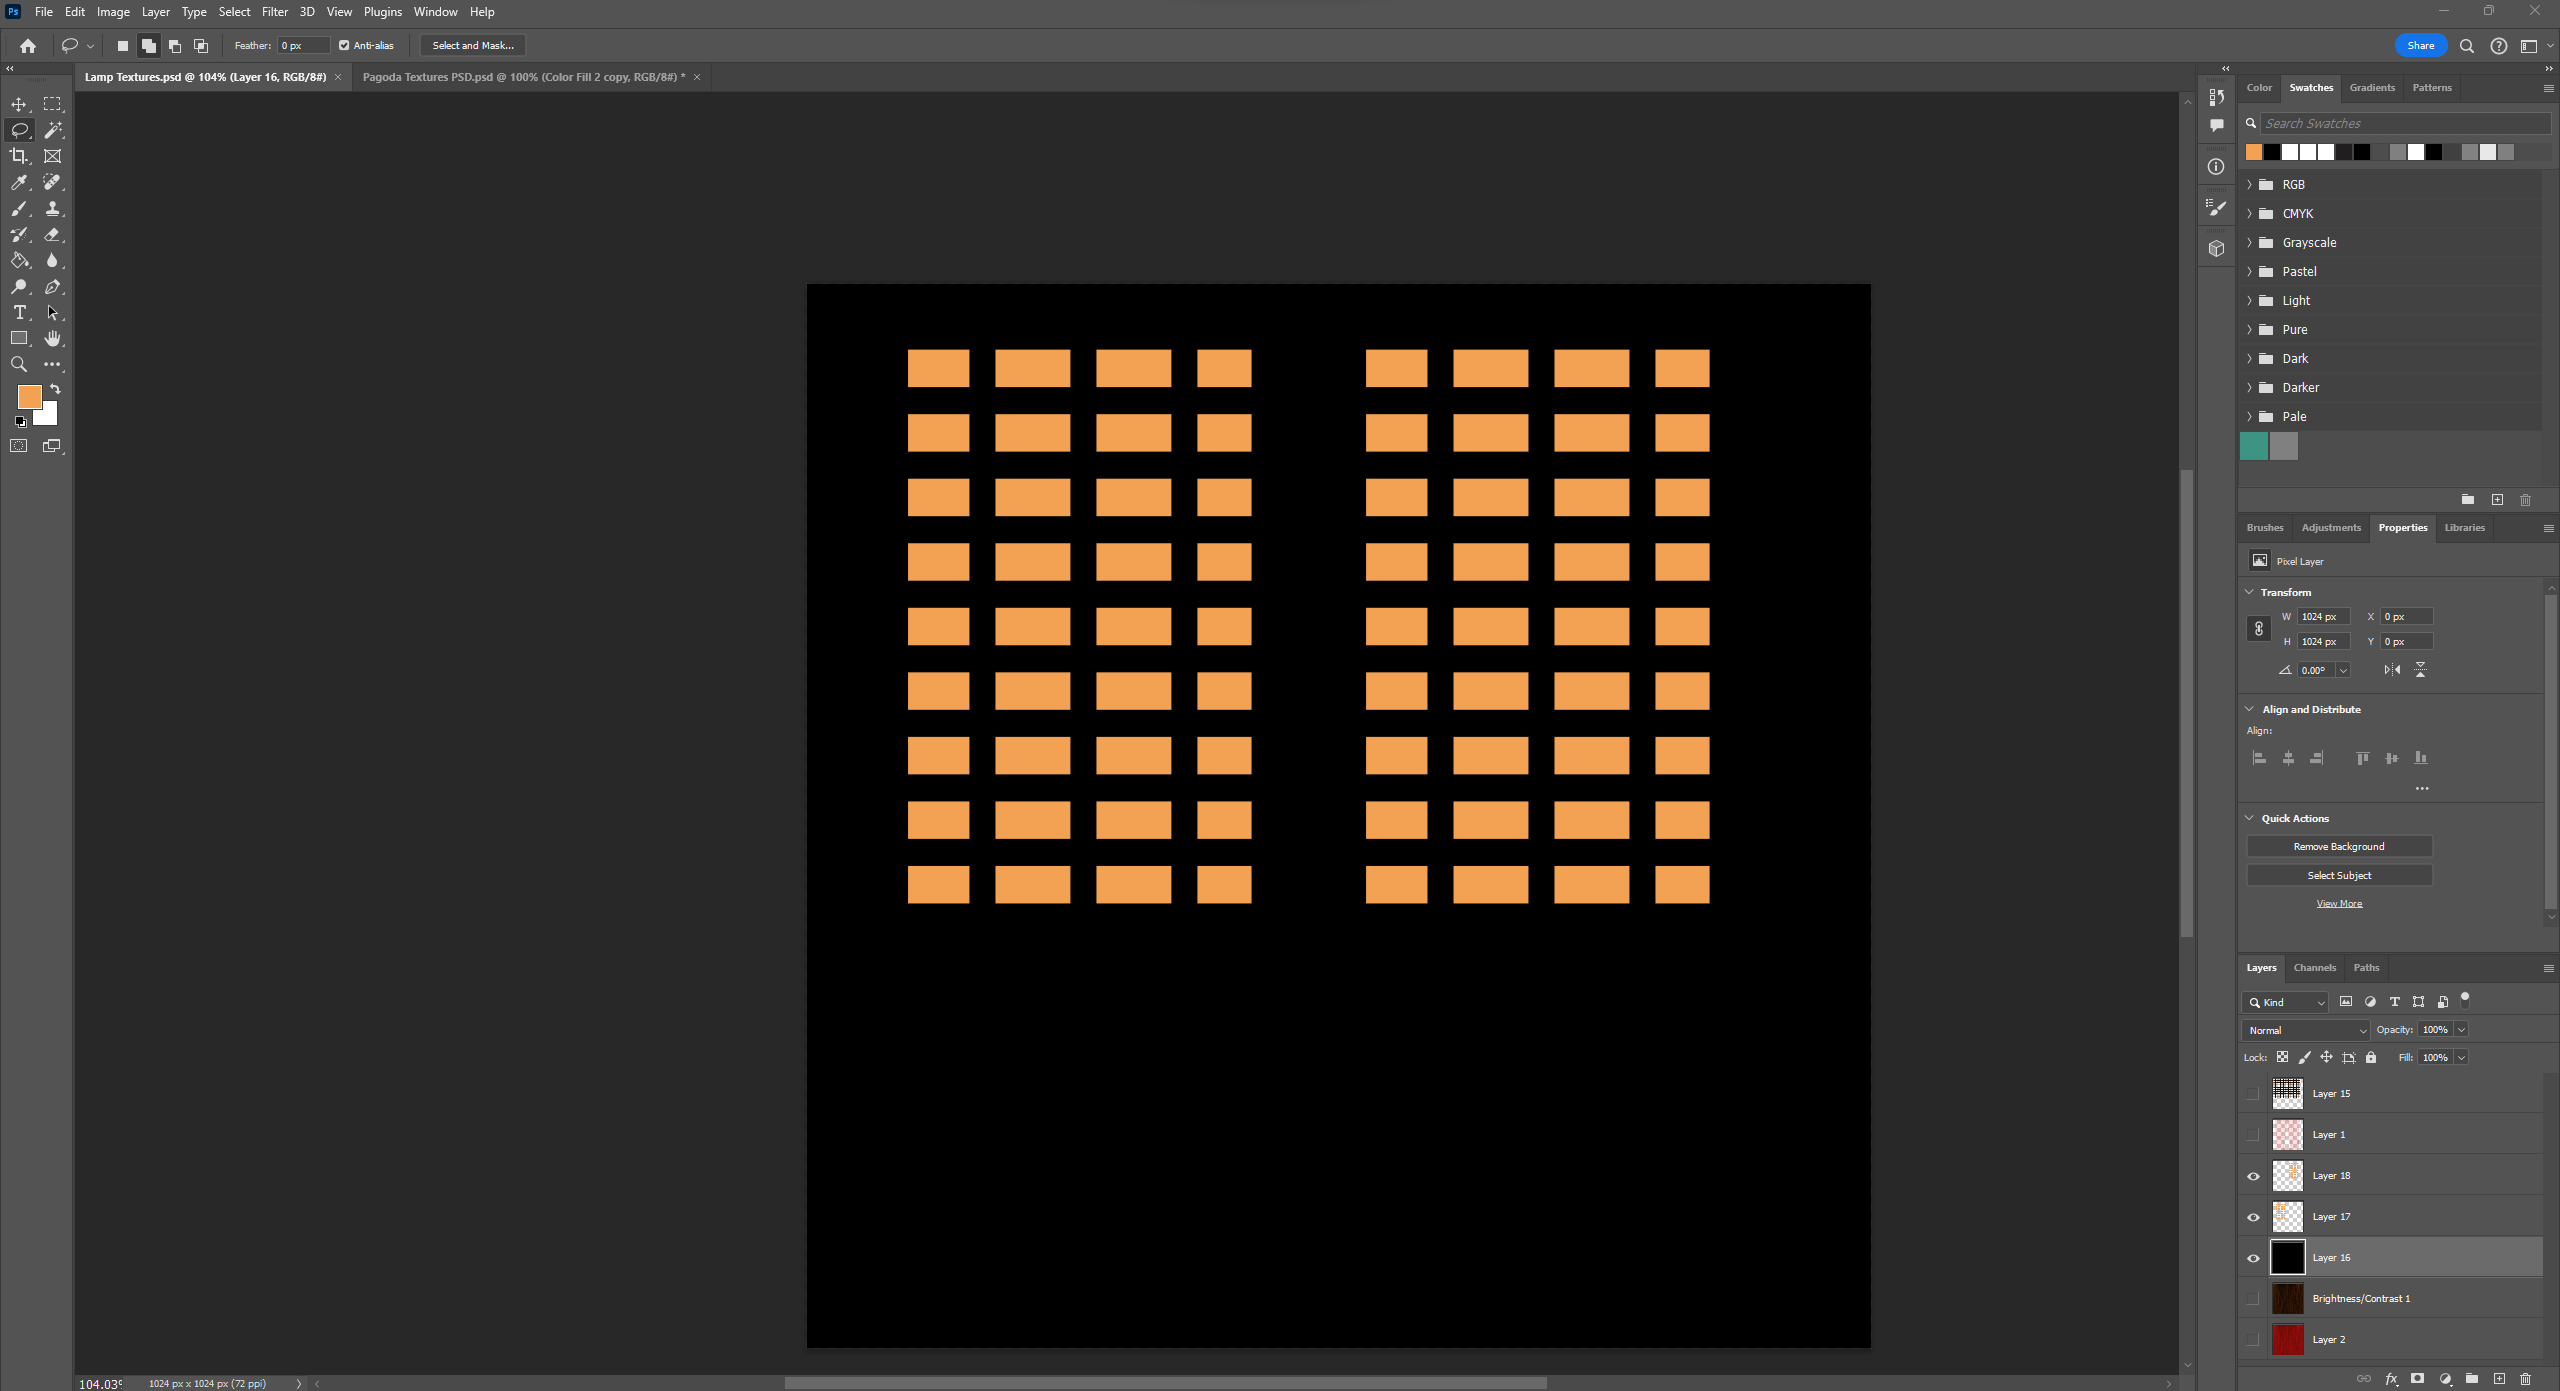 Ps File Edit Image Layer Type Select Filter 3D View Plugins Window Help
Feather: 0 px Anti-alias Select and Mask... Share
Lamp Textures.psd @ 104% (Layer 16, RGB/8#) × Pagoda Textures PSD.psd @ 100% (Color Fill 2 copy, RGB/8#) * ×
Color Swatches Gradients Patterns
Search Swatches
RGB
CMYK
Grayscale
Pastel
Light
Pure
Dark
Darker
Pale
Brushes Adjustments Properties Libraries
Pixel Layer
Transform
W 1024 px X 0 px
H 1024 px Y 0 px
0.00°
Align and Distribute
Align:
Quick Actions
Remove Background
Select Subject
View More
Layers Channels Paths
Kind
Normal Opacity: 100%
Lock: Fill: 100%
Layer 15
Layer 1
Layer 18
Layer 17
Layer 16
Brightness/Contrast 1
Layer 2
104.03% 1024 px x 1024 px (72 ppi)